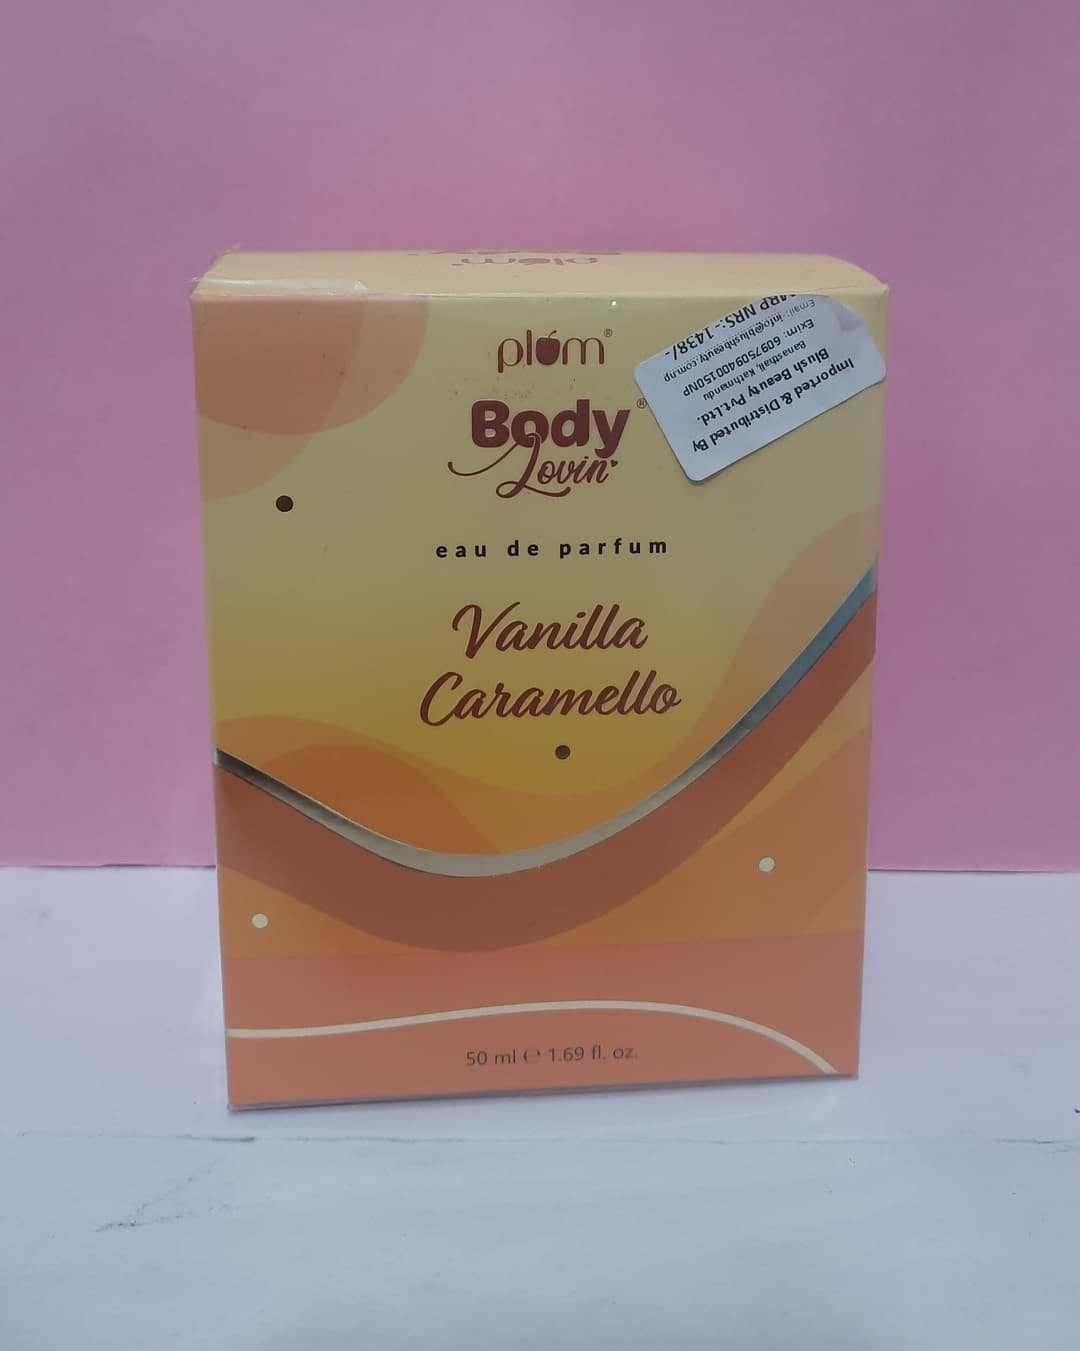 plum
plum®
Body®
Lovin'
eau de parfum
Vanilla
Caramello
50 ml ℮ 1.69 fl. oz.
Imported & Distributed By
Blush Beauty Pvt.Ltd.
Banasthali, Kathmandu
Exim: 6097509400150NP
Email: info@blushbeauty.com.np
MRP NRS:- 1438/-